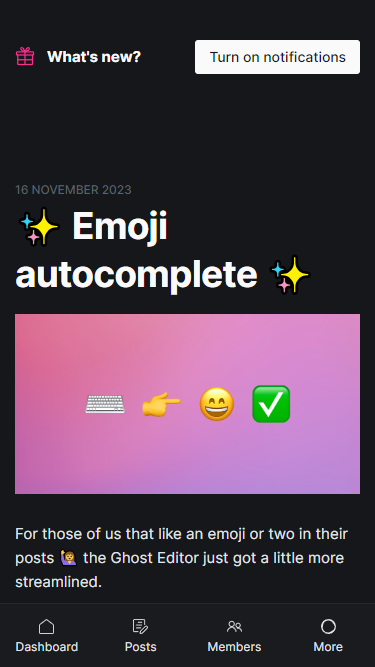 What's new?
Turn on notifications
16 NOVEMBER 2023
✨ Emoji
autocomplete ✨
⌨️ 👉 😄 ✅
For those of us that like an emoji or two in their
posts 🙋🏽‍♀️ the Ghost Editor just got a little more
streamlined.
Dashboard
Posts
Members
More